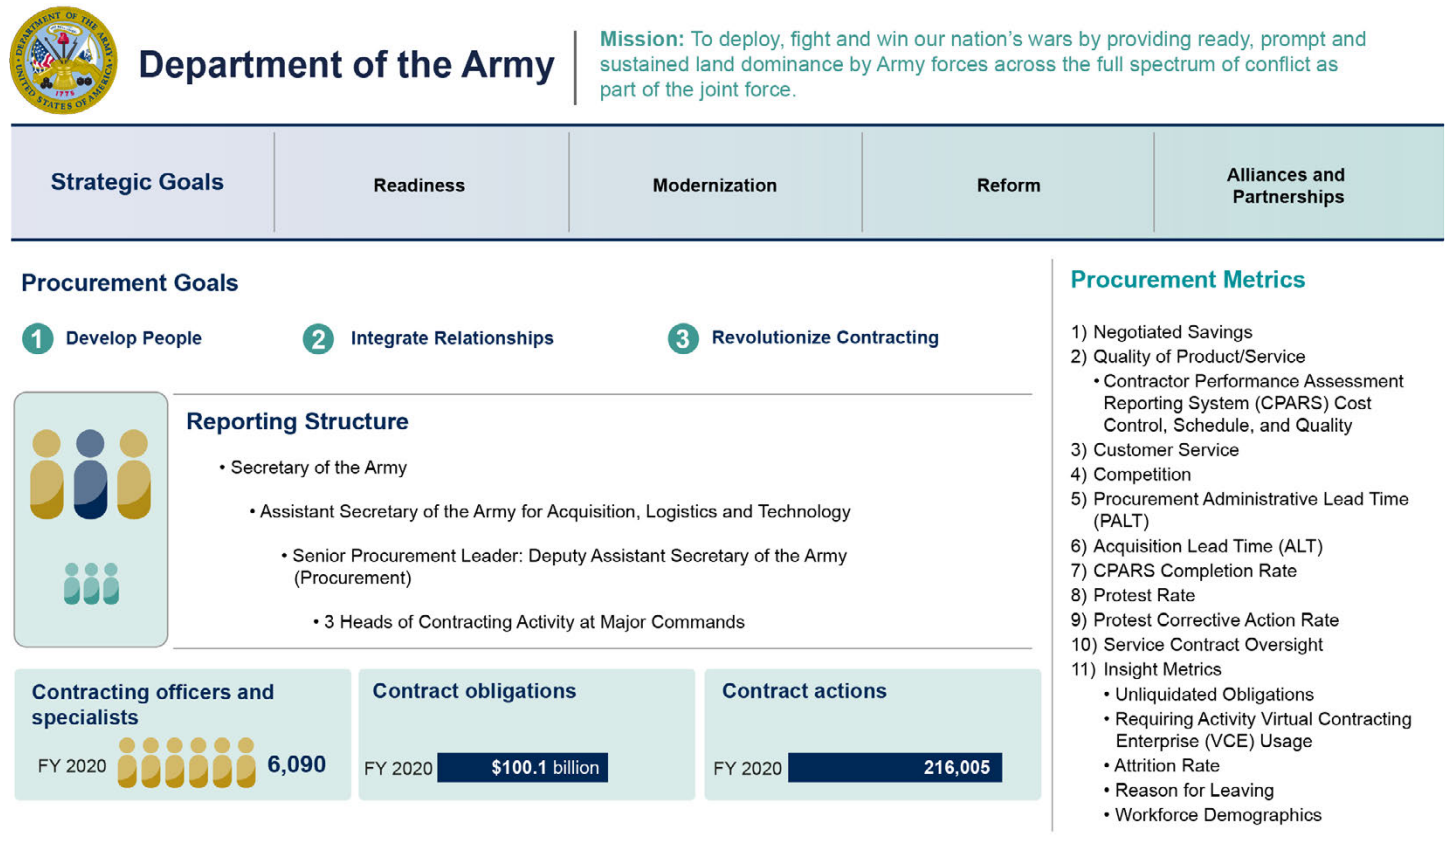 DEPARTMENT OF THE ARMY
UNITED STATES OF AMERICA
1775
Department of the Army
Mission: To deploy, fight and win our nation's wars by providing ready, prompt and
sustained land dominance by Army forces across the full spectrum of conflict as
part of the joint force.
Strategic Goals
Readiness
Modernization
Reform
Alliances and
Partnerships
Procurement Goals
1 Develop People
2 Integrate Relationships
3 Revolutionize Contracting
Reporting Structure
• Secretary of the Army
• Assistant Secretary of the Army for Acquisition, Logistics and Technology
• Senior Procurement Leader: Deputy Assistant Secretary of the Army
(Procurement)
• 3 Heads of Contracting Activity at Major Commands
Contracting officers and
specialists
FY 2020 6,090
Contract obligations
FY 2020 $100.1 billion
Contract actions
FY 2020 216,005
Procurement Metrics
1) Negotiated Savings
2) Quality of Product/Service
• Contractor Performance Assessment
Reporting System (CPARS) Cost
Control, Schedule, and Quality
3) Customer Service
4) Competition
5) Procurement Administrative Lead Time
(PALT)
6) Acquisition Lead Time (ALT)
7) CPARS Completion Rate
8) Protest Rate
9) Protest Corrective Action Rate
10) Service Contract Oversight
11) Insight Metrics
• Unliquidated Obligations
• Requiring Activity Virtual Contracting
Enterprise (VCE) Usage
• Attrition Rate
• Reason for Leaving
• Workforce Demographics